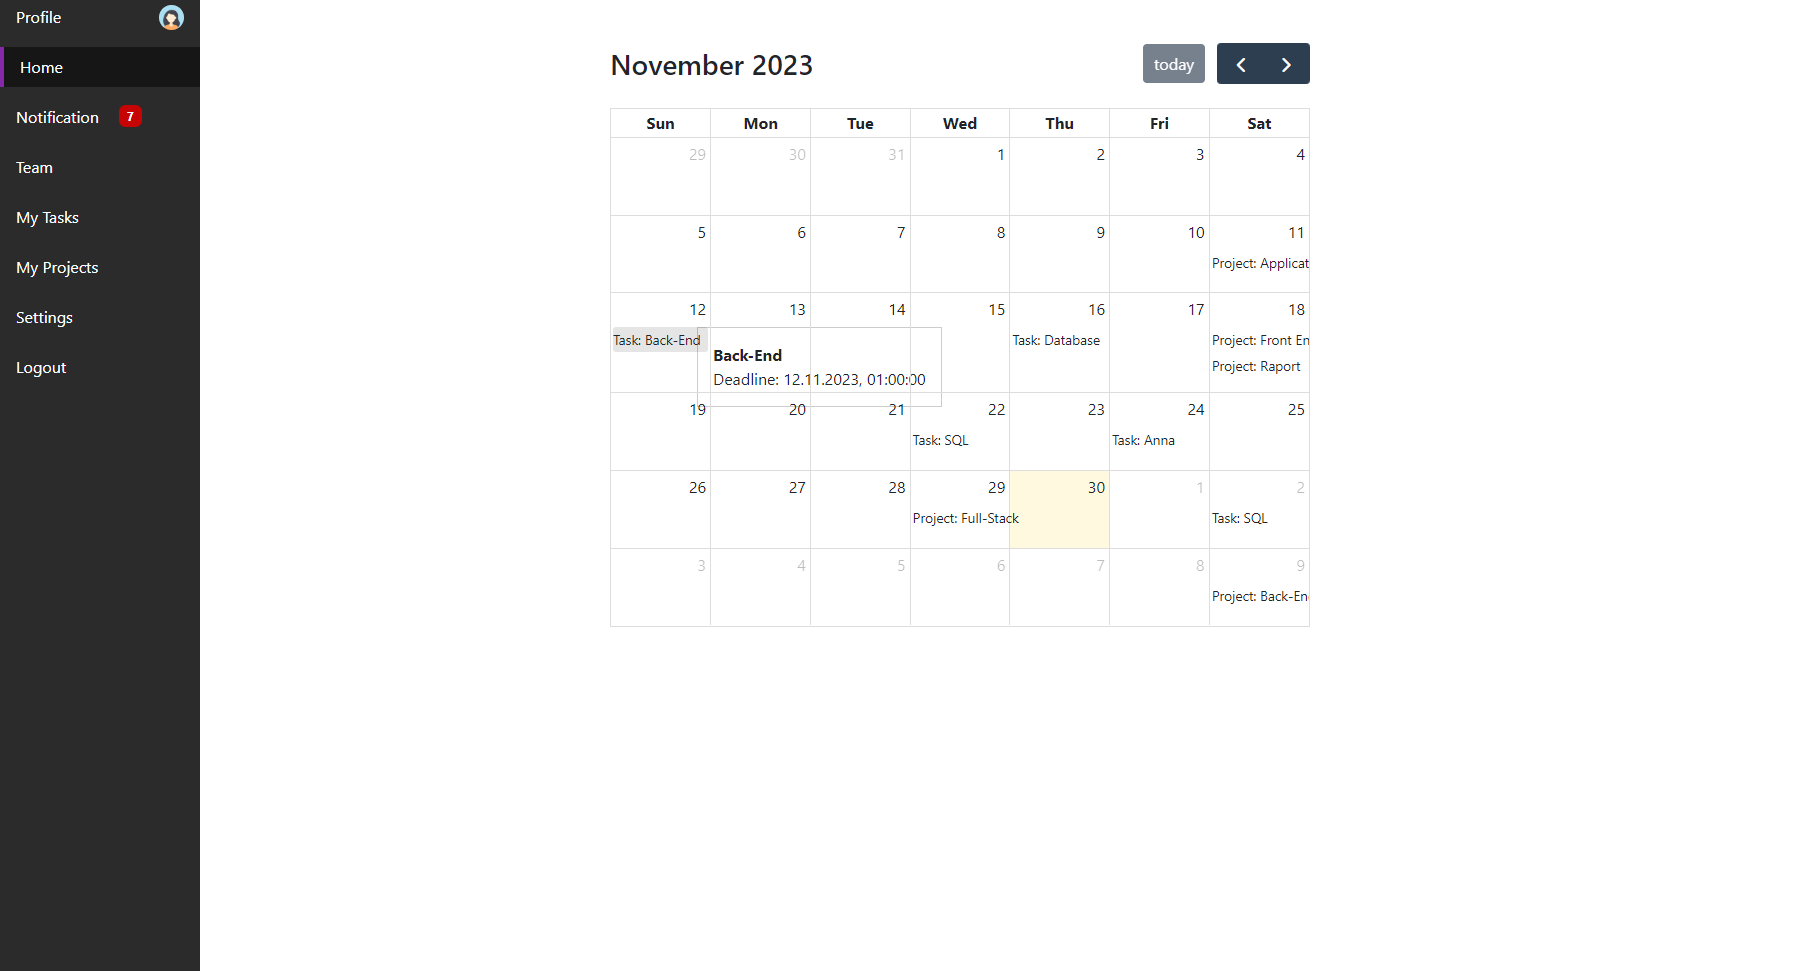 Profile
Home
Notification 7
Team
My Tasks
My Projects
Settings
Logout
November 2023
today
Sun Mon Tue Wed Thu Fri Sat
29 30 31 1 2 3 4
5 6 7 8 9 10 11
Project: Applicat
12 13 14 15 16 17 18
Task: Back-End Task: Database Project: Front En
Project: Raport
Back-End
Deadline: 12.11.2023, 01:00:00
19 20 21 22 23 24 25
Task: SQL Task: Anna
26 27 28 29 30 1 2
Project: Full-Stack Task: SQL
3 4 5 6 7 8 9
Project: Back-En